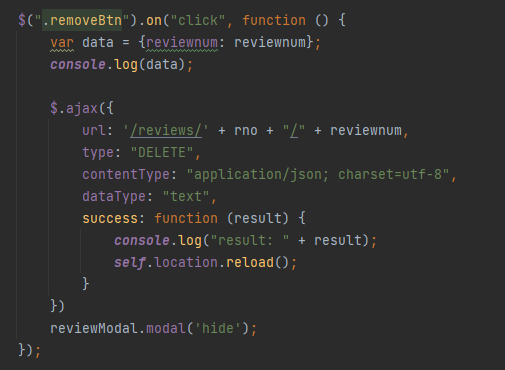 $(".removeBtn").on("click", function () {
    var data = {reviewnum: reviewnum};
    console.log(data);

    $.ajax({
        url: '/reviews/' + rno + "/" + reviewnum,
        type: "DELETE",
        contentType: "application/json; charset=utf-8",
        dataType: "text",
        success: function (result) {
            console.log("result: " + result);
            self.location.reload();
        }
    })
    reviewModal.modal('hide');
});